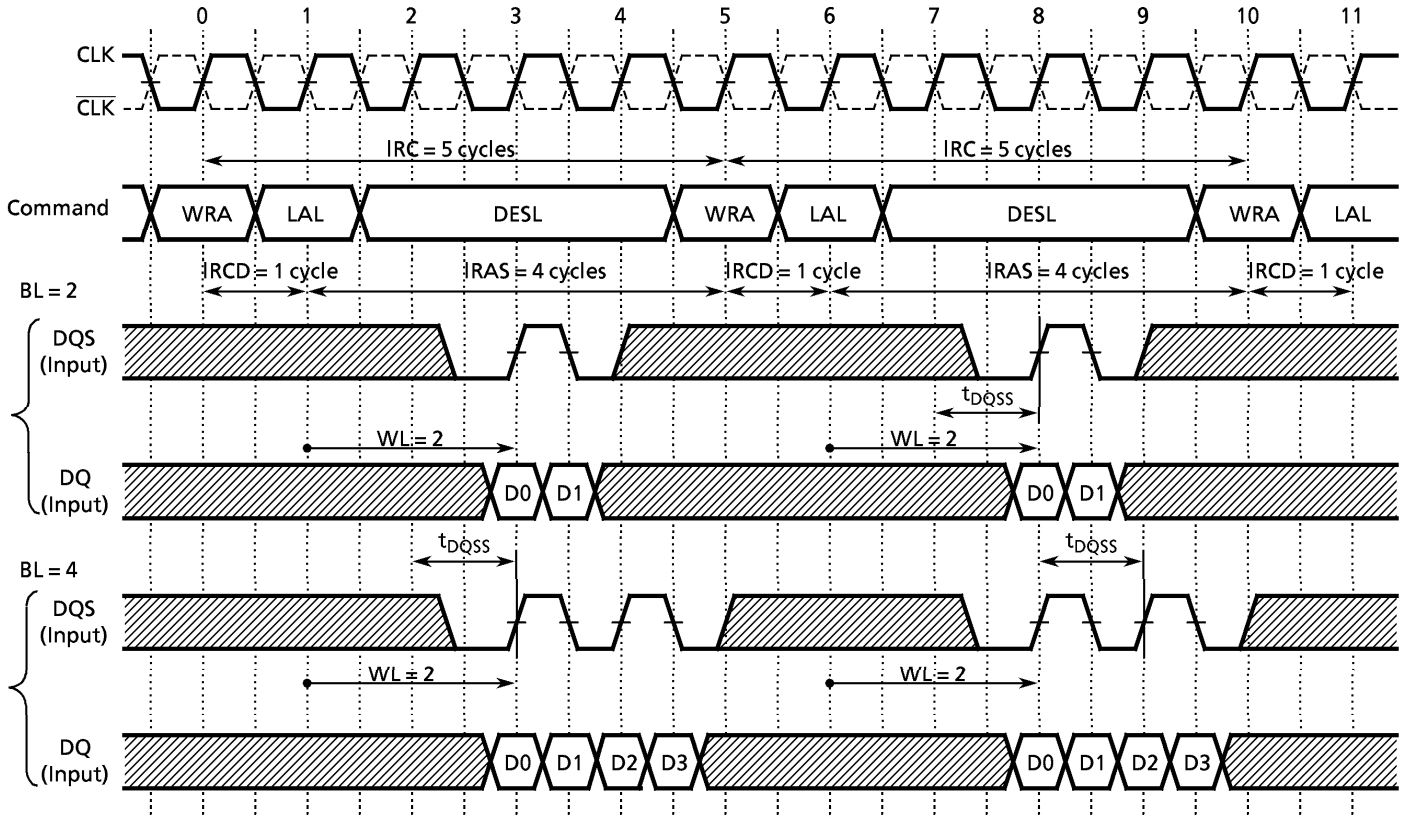 0 1 2 3 4 5 6 7 8 9 10 11
CLK
CLK
IRC = 5 cycles IRC = 5 cycles
Command WRA LAL DESL WRA LAL DESL WRA LAL
IRCD = 1 cycle IRAS = 4 cycles IRCD = 1 cycle IRAS = 4 cycles IRCD = 1 cycle
BL = 2
DQS
(Input)
tDQSS
WL = 2 WL = 2
DQ
(Input)
D0 D1 D0 D1
tDQSS tDQSS
BL = 4
DQS
(Input)
WL = 2 WL = 2
DQ
(Input)
D0 D1 D2 D3 D0 D1 D2 D3